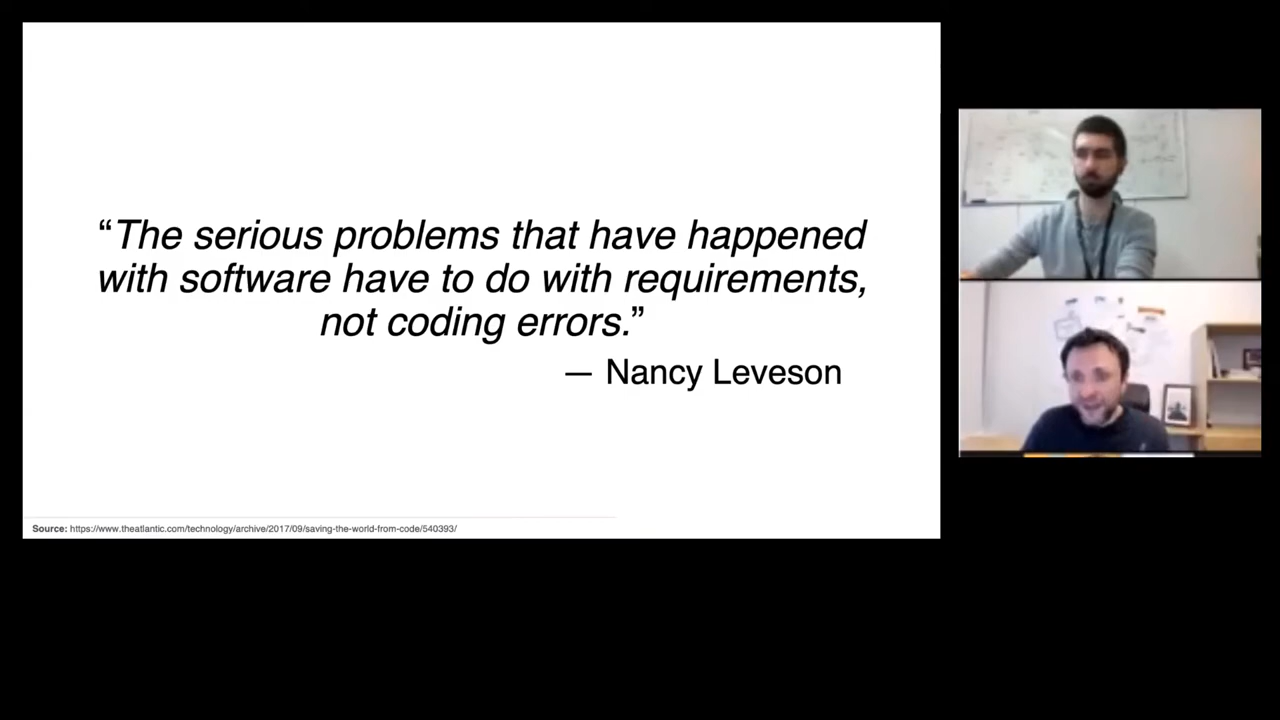 “The serious problems that have happened
with software have to do with requirements,
not coding errors.”
— Nancy Leveson
Source: https://www.theatlantic.com/technology/archive/2017/09/saving-the-world-from-code/540393/